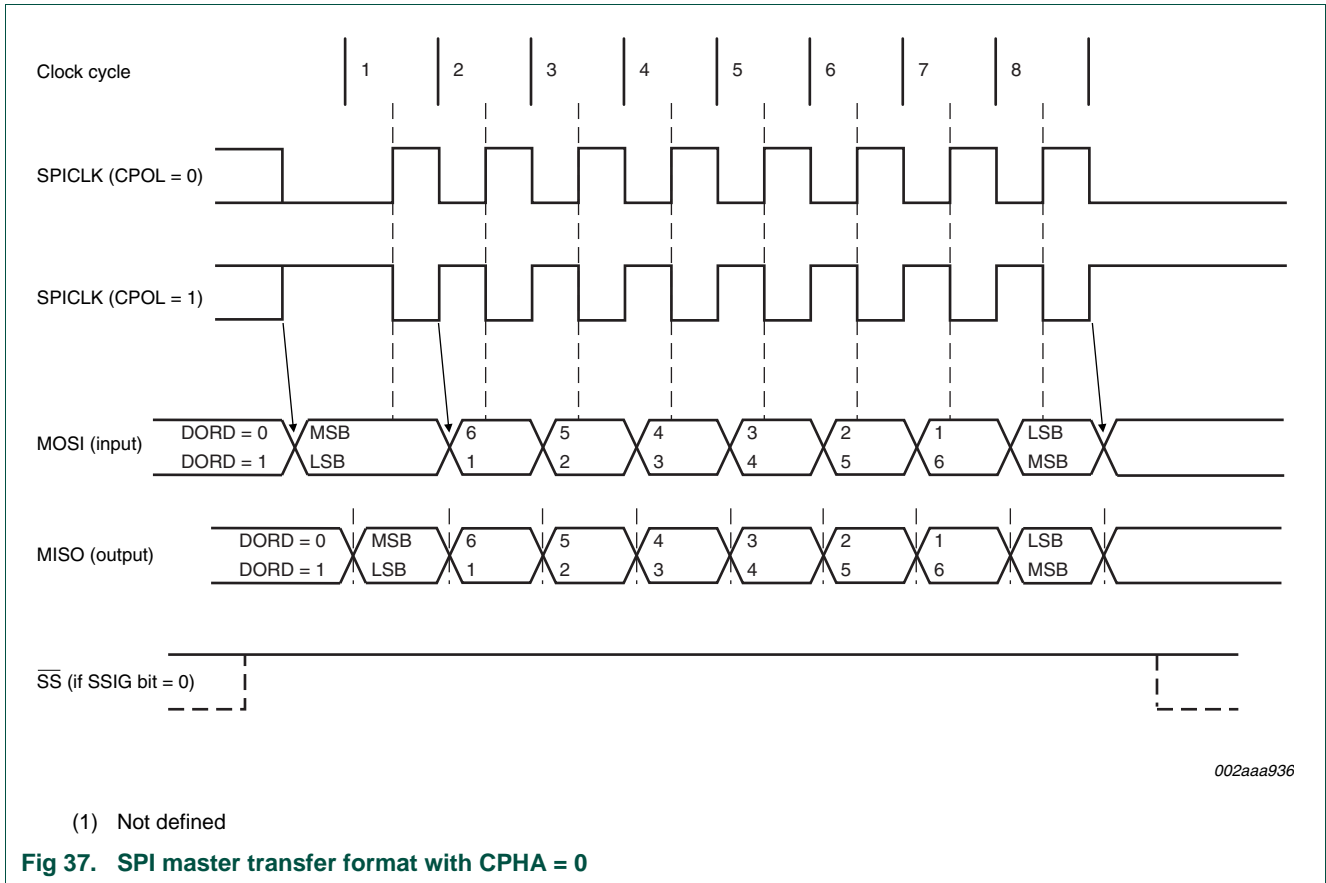 Clock cycle 1 2 3 4 5 6 7 8
SPICLK (CPOL = 0)
SPICLK (CPOL = 1)
MOSI (input) DORD = 0 MSB 6 5 4 3 2 1 LSB
DORD = 1 LSB 1 2 3 4 5 6 MSB
MISO (output) DORD = 0 MSB 6 5 4 3 2 1 LSB
DORD = 1 LSB 1 2 3 4 5 6 MSB
S̅S̅ (if SSIG bit = 0)
002aaa936
(1) Not defined
Fig 37. SPI master transfer format with CPHA = 0